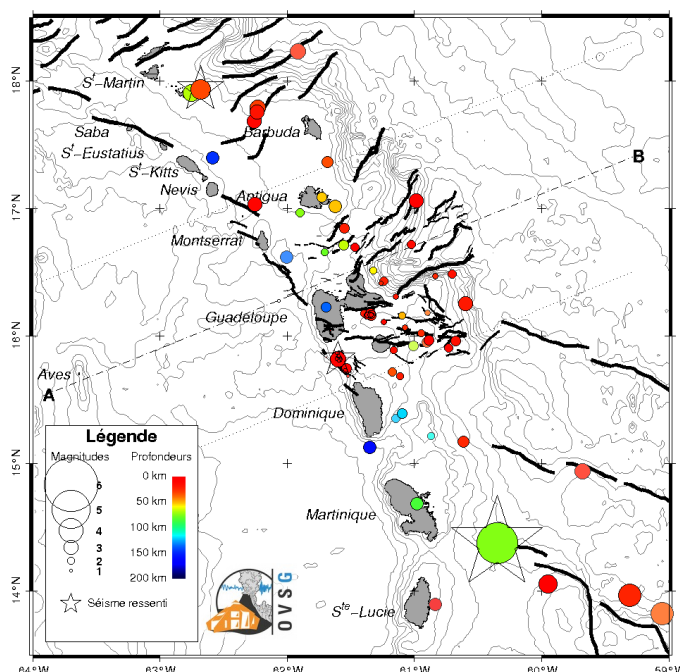 18°N
Sᵗ-Martin
Saba
Sᵗ-Eustatius
Barbuda
Sᵗ-Kitts
Nevis
Antigua
B
17°N
Montserrat
Guadeloupe
16°N
Aves
A
Dominique
15°N
Martinique
14°N
Sᵗᵉ-Lucie
Légende
Magnitudes
Profondeurs
6
5
4
3
2
1
0 km
50 km
100 km
150 km
200 km
Séisme ressenti
OVSG
64°W
63°W
62°W
61°W
60°W
59°W